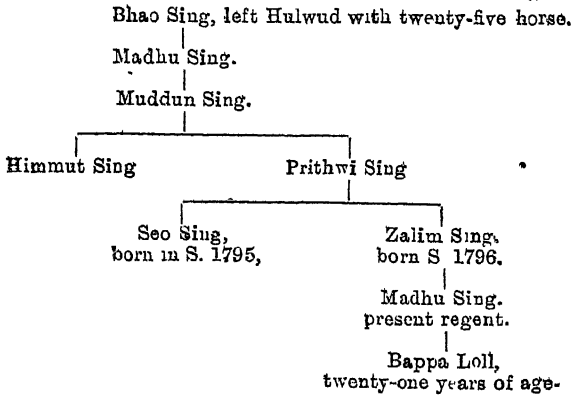 Bhao Sing, left Hulwud with twenty-five horse.
Madhu Sing.
Muddun Sing.
Himmut Sing
Prithwi Sing
Seo Sing,
born in S. 1795,
Zalim Sing,
born S 1796.
Madhu Sing.
present regent.
Bappa Loll,
twenty-one years of age-